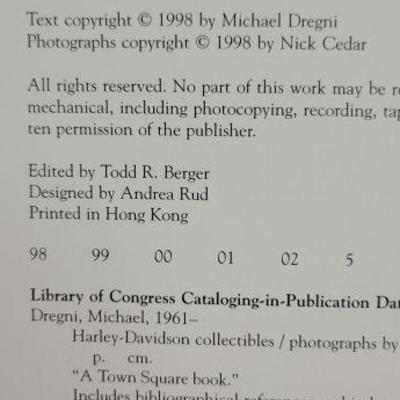 Text copyright © 1998 by Michael Dregni
Photographs copyright © 1998 by Nick Cedar
All rights reserved. No part of this work may be
mechanical, including photocopying, recording,
ten permission of the publisher.
Edited by Todd R. Berger
Designed by Andrea Rud
Printed in Hong Kong
98 99 00 01 02 5
Library of Congress Cataloging-in-Publication
Dregni, Michael, 1961–
Harley-Davidson collectibles / photographs by
p. cm.
“A Town Square book.”
Includes bibliographical